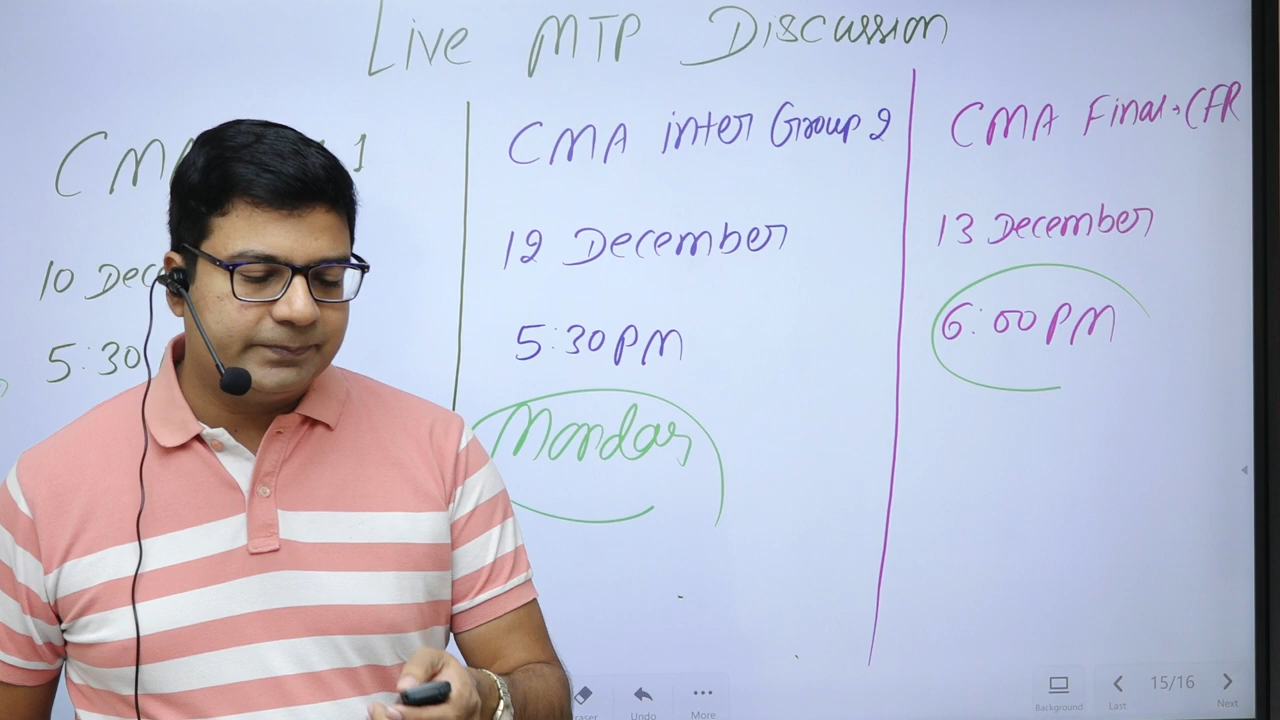 Live MTP Discussion
CMA 1
10 Dec
5:30
CMA inter Group 2
12 December
5:30 PM
Monday
CMA Final-CFR
13 December
6:00 PM
Undo
More
Background
Last
15/16
Next